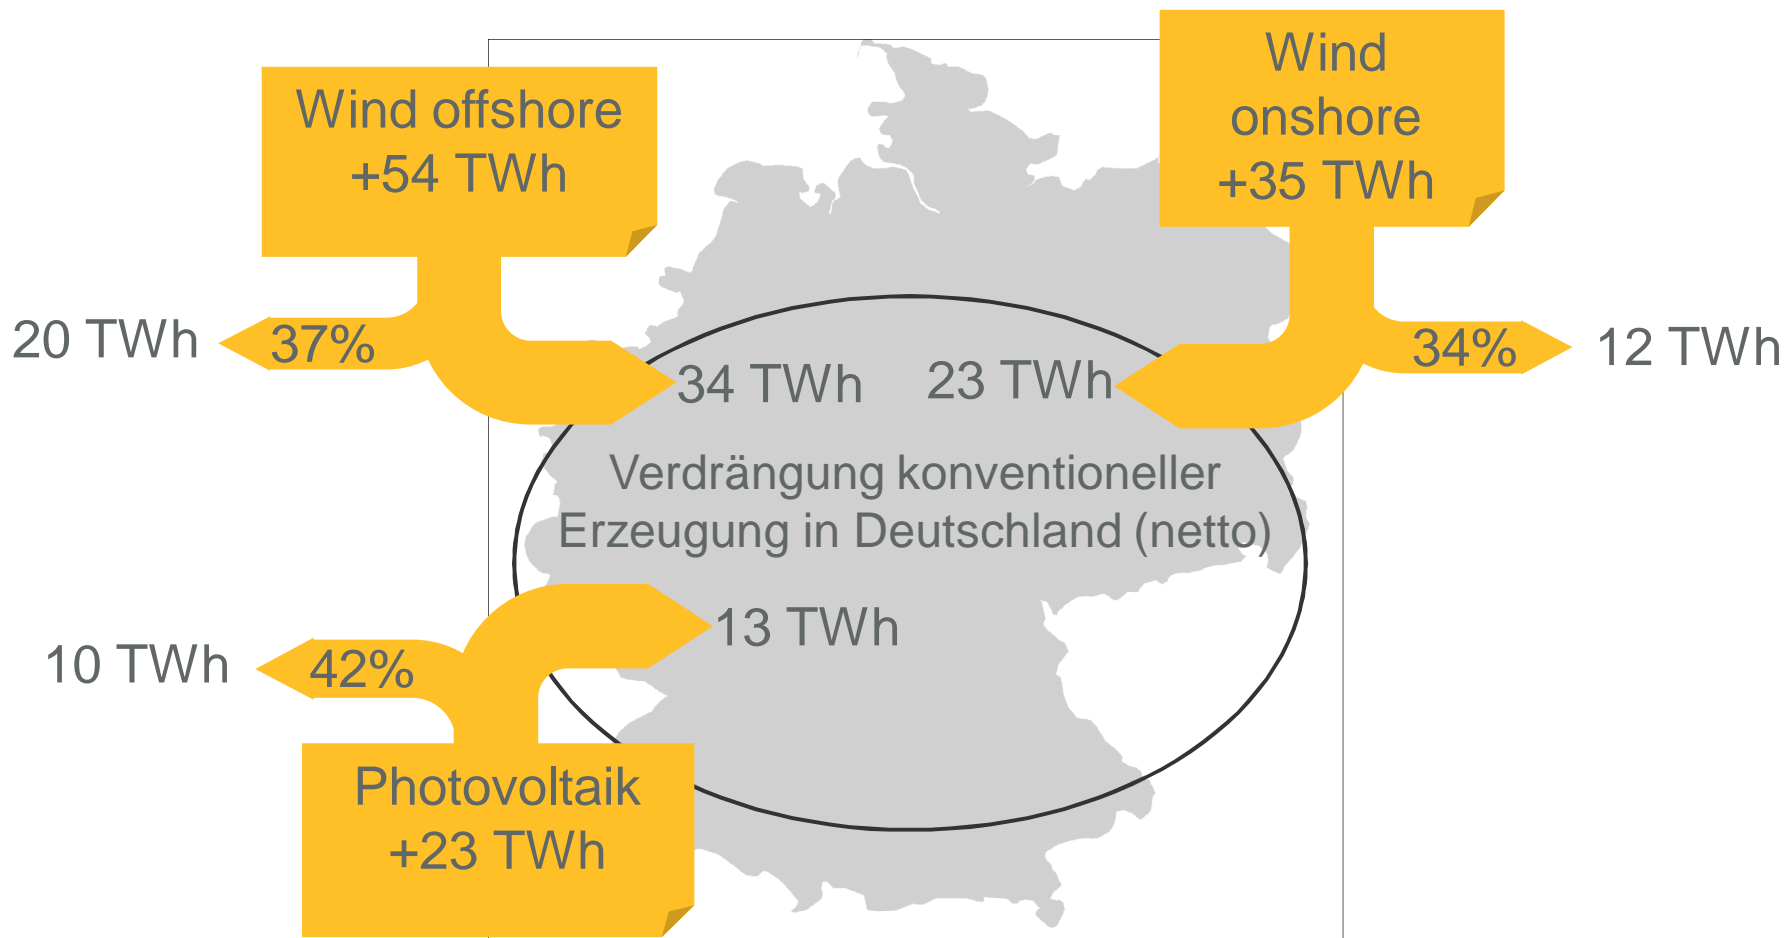 Wind offshore
+54 TWh
Wind
onshore
+35 TWh
20 TWh
37%
34 TWh
23 TWh
34%
12 TWh
Verdrängung konventioneller
Erzeugung in Deutschland (netto)
10 TWh
42%
13 TWh
Photovoltaik
+23 TWh